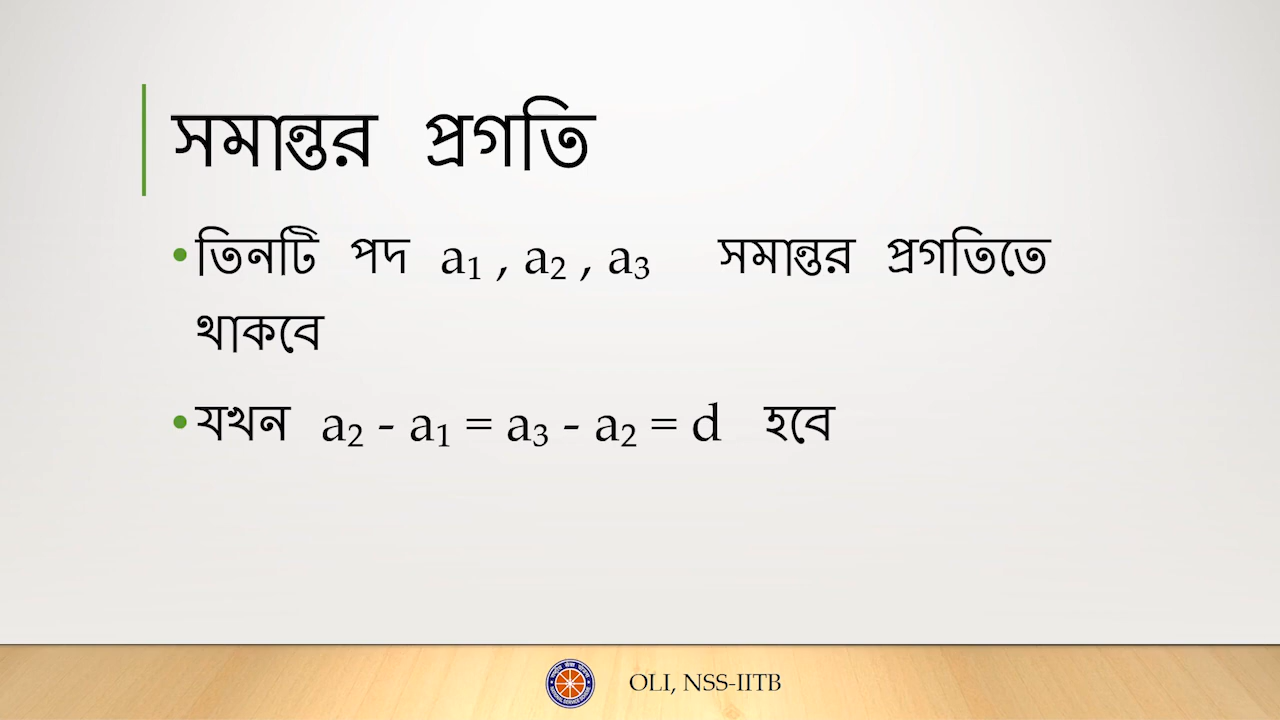 সমান্তর প্রগতি
•তিনটি পদ a₁ , a₂ , a₃ সমান্তর প্রগতিতে
থাকবে
•যখন a₂ - a₁ = a₃ - a₂ = d হবে
OLI, NSS-IITB